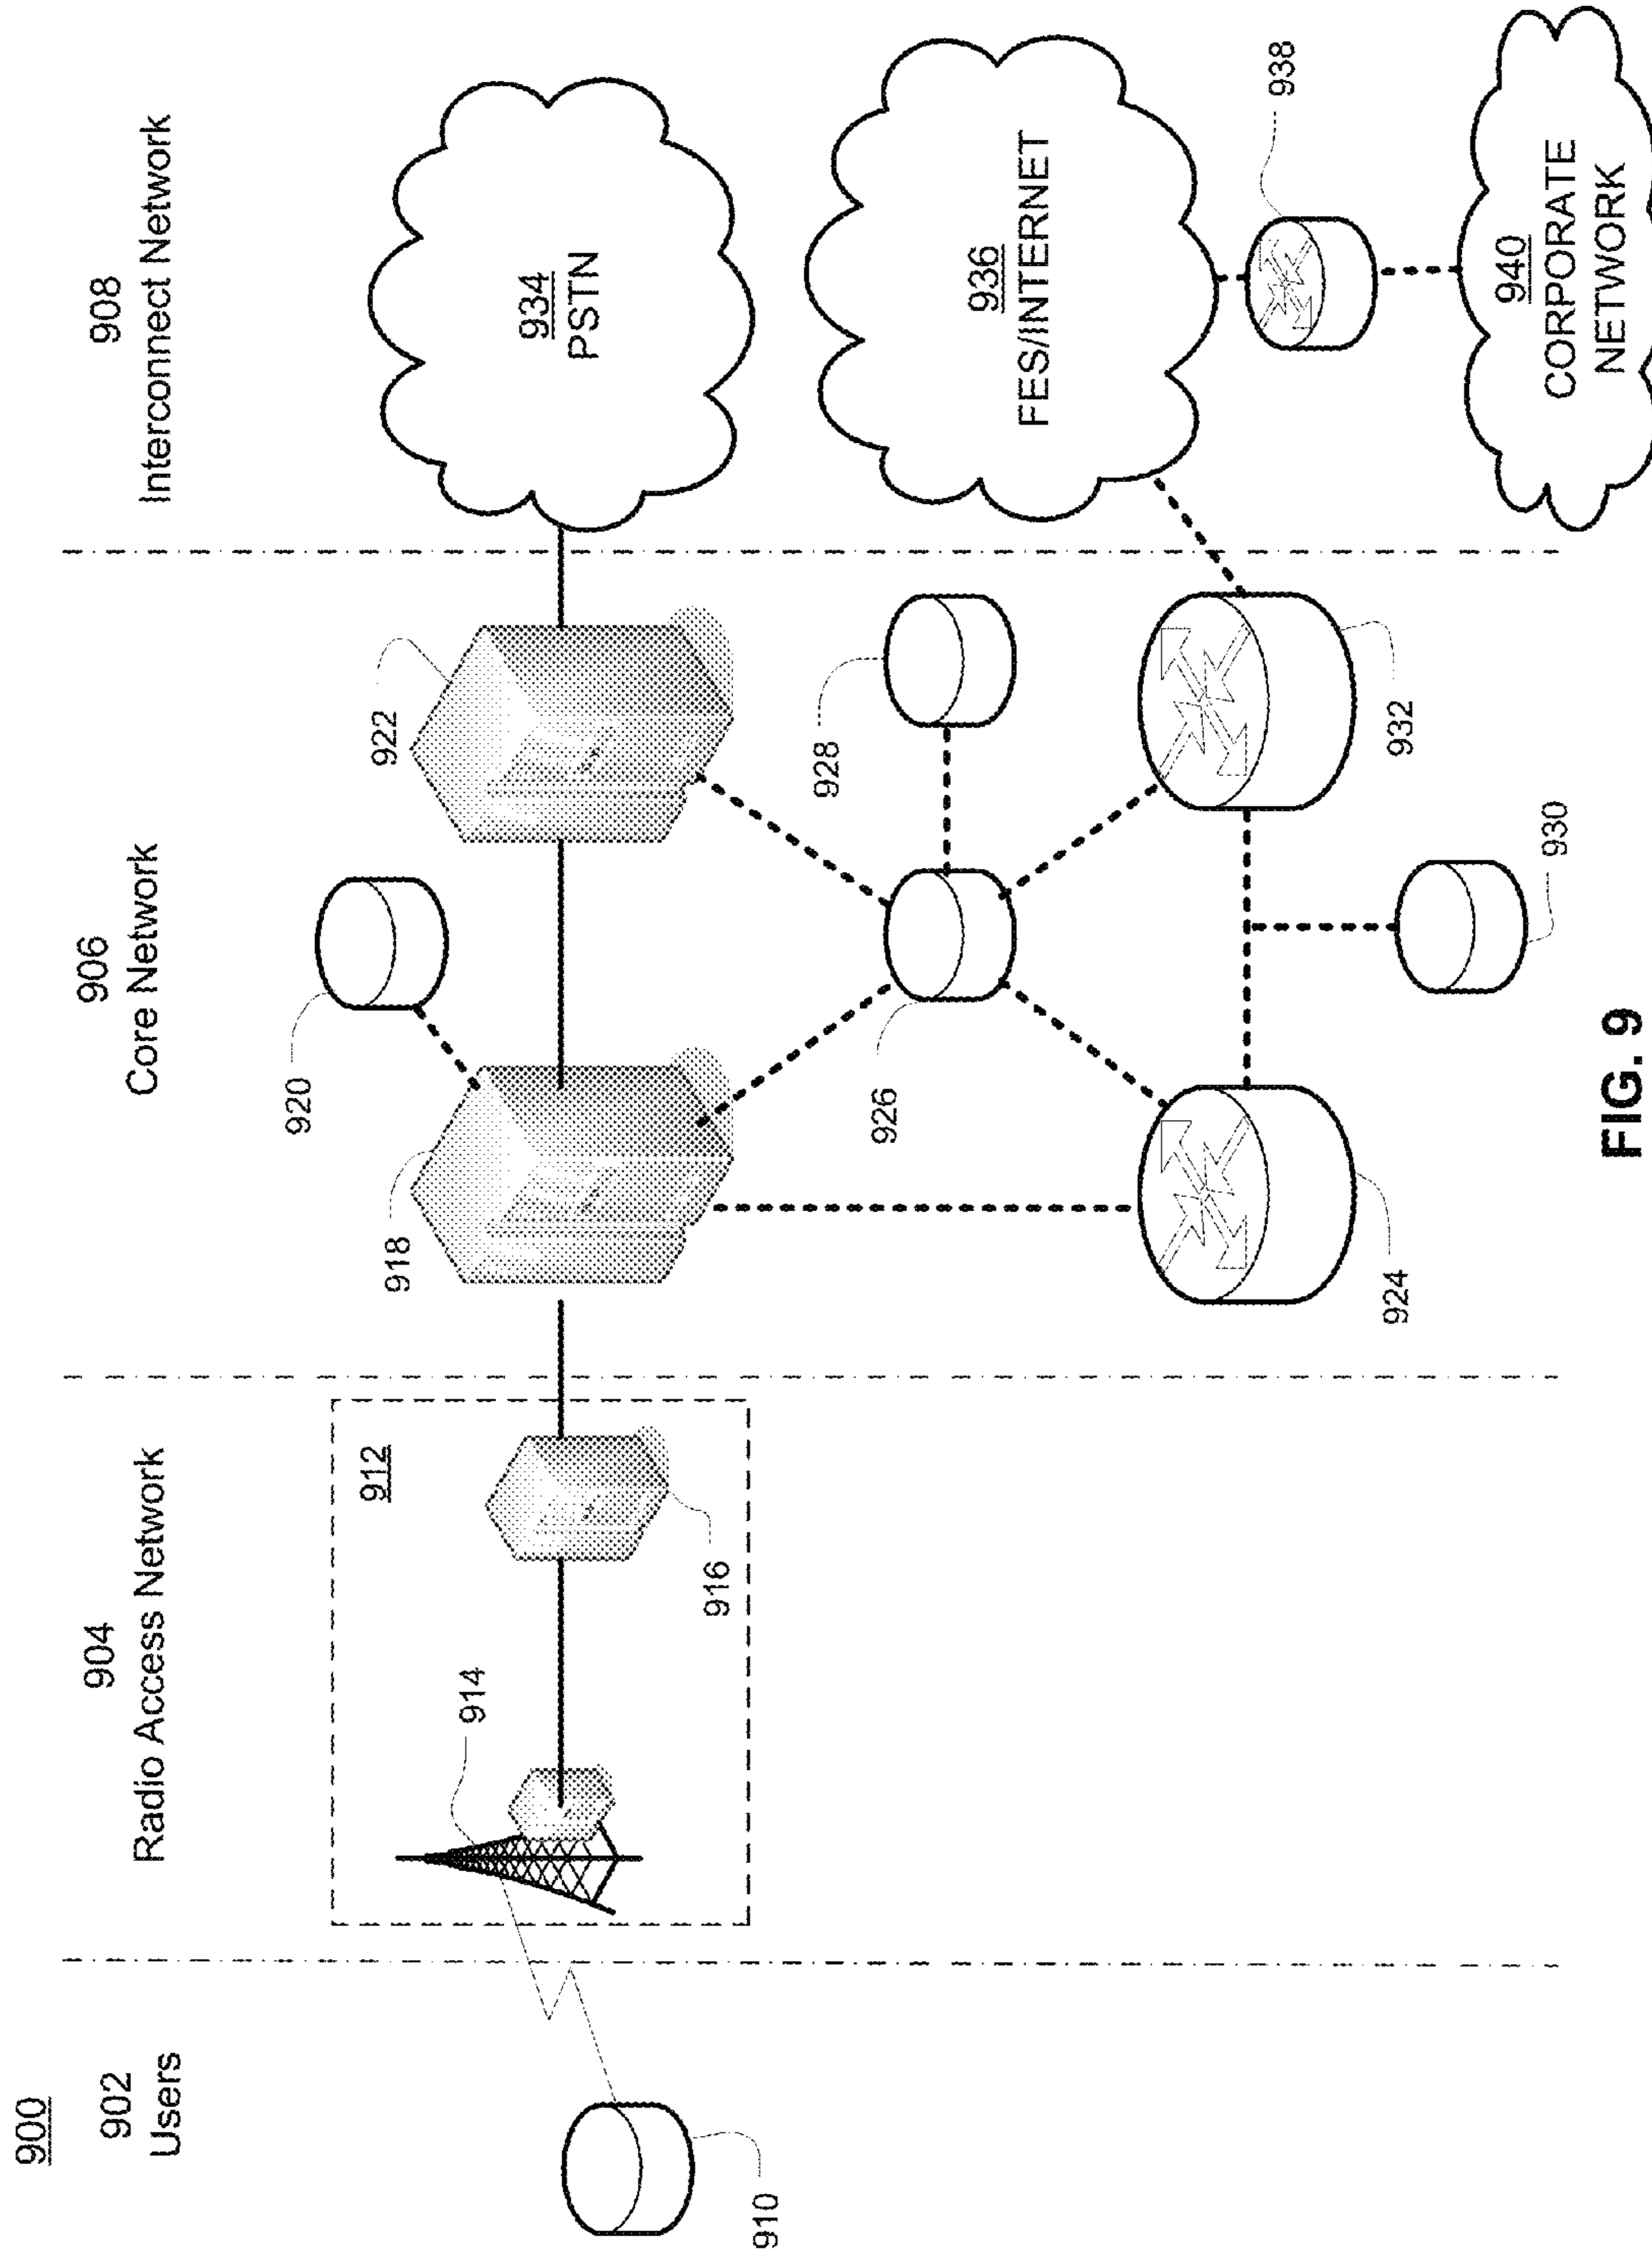 900
902
Users
904
Radio Access Network
906
Core Network
908
Interconnect Network
910
912
914
916
918
920
922
924
926
928
930
932
934
PSTN
936
FES/INTERNET
938
940
CORPORATE
NETWORK
FIG. 9